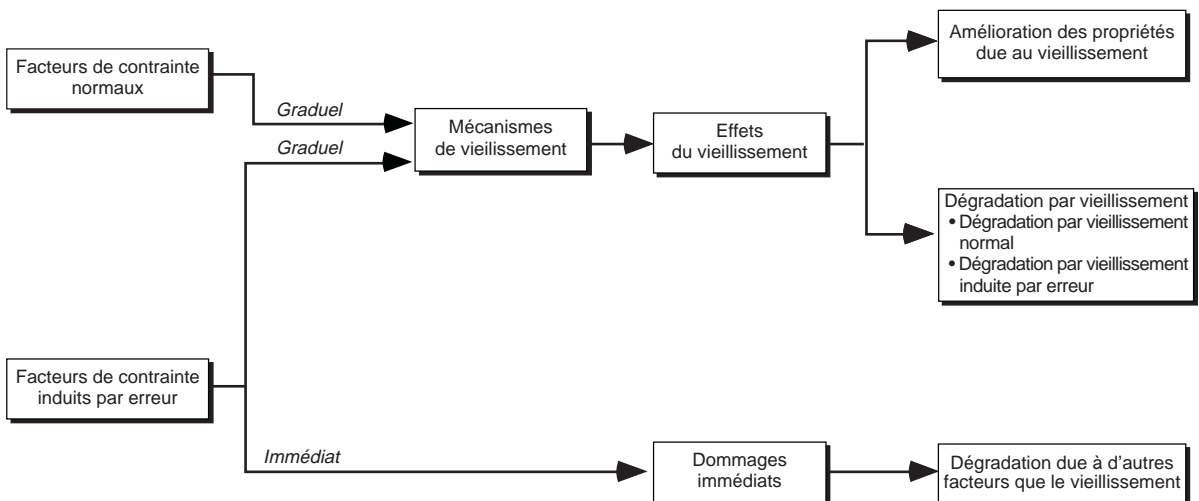 Facteurs de contrainte
normaux
Graduel
Graduel
Mécanismes
de vieilissement
Effets
du vieillissement
Amélioration des propriétés
due au vieillissement
Dégradation par vieillissement
• Dégradation par vieillissement
normal
• Dégradation par vieillissement
induite par erreur
Facteurs de contrainte
induits par erreur
Immédiat
Dommages
immédiats
Dégradation due à d'autres
facteurs que le vieillissement